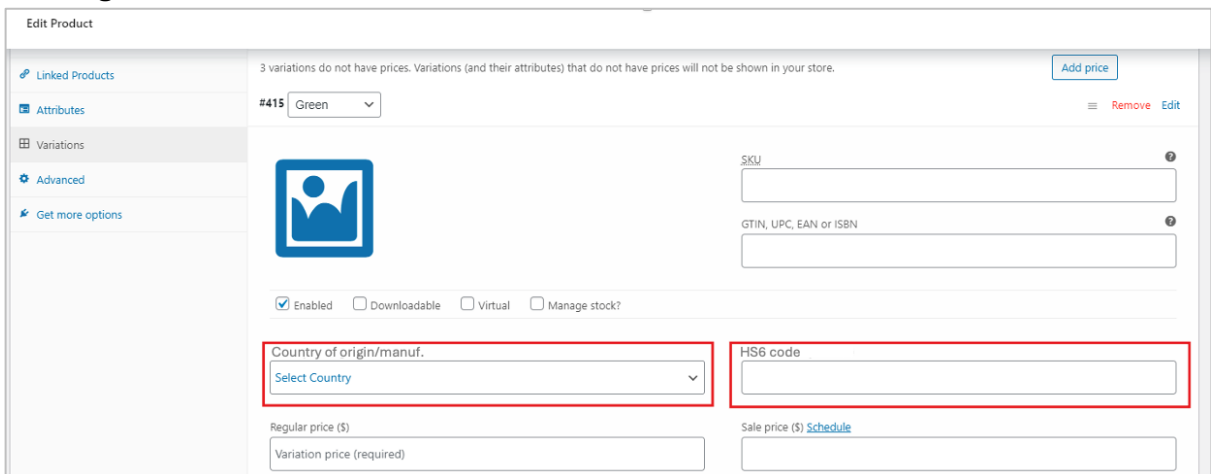 Edit Product
Linked Products
Attributes
Variations
Advanced
Get more options
3 variations do not have prices. Variations (and their attributes) that do not have prices will not be shown in your store.
Add price
#415 Green
Remove Edit
SKU
GTIN, UPC, EAN or ISBN
Enabled Downloadable Virtual Manage stock?
Country of origin/manuf.
Select Country
HS6 code
Regular price ($)
Variation price (required)
Sale price ($) Schedule